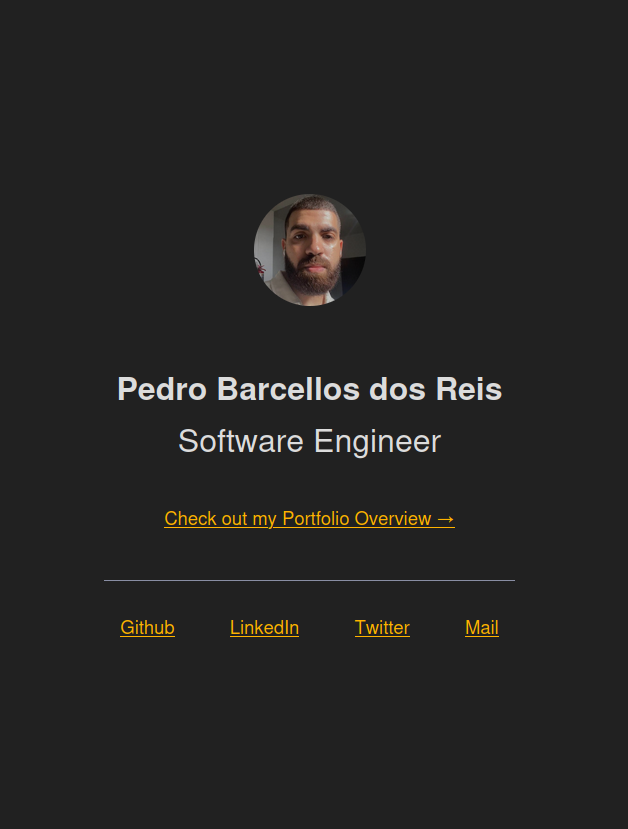 Pedro Barcellos dos Reis
Software Engineer
Check out my Portfolio Overview →
Github LinkedIn Twitter Mail